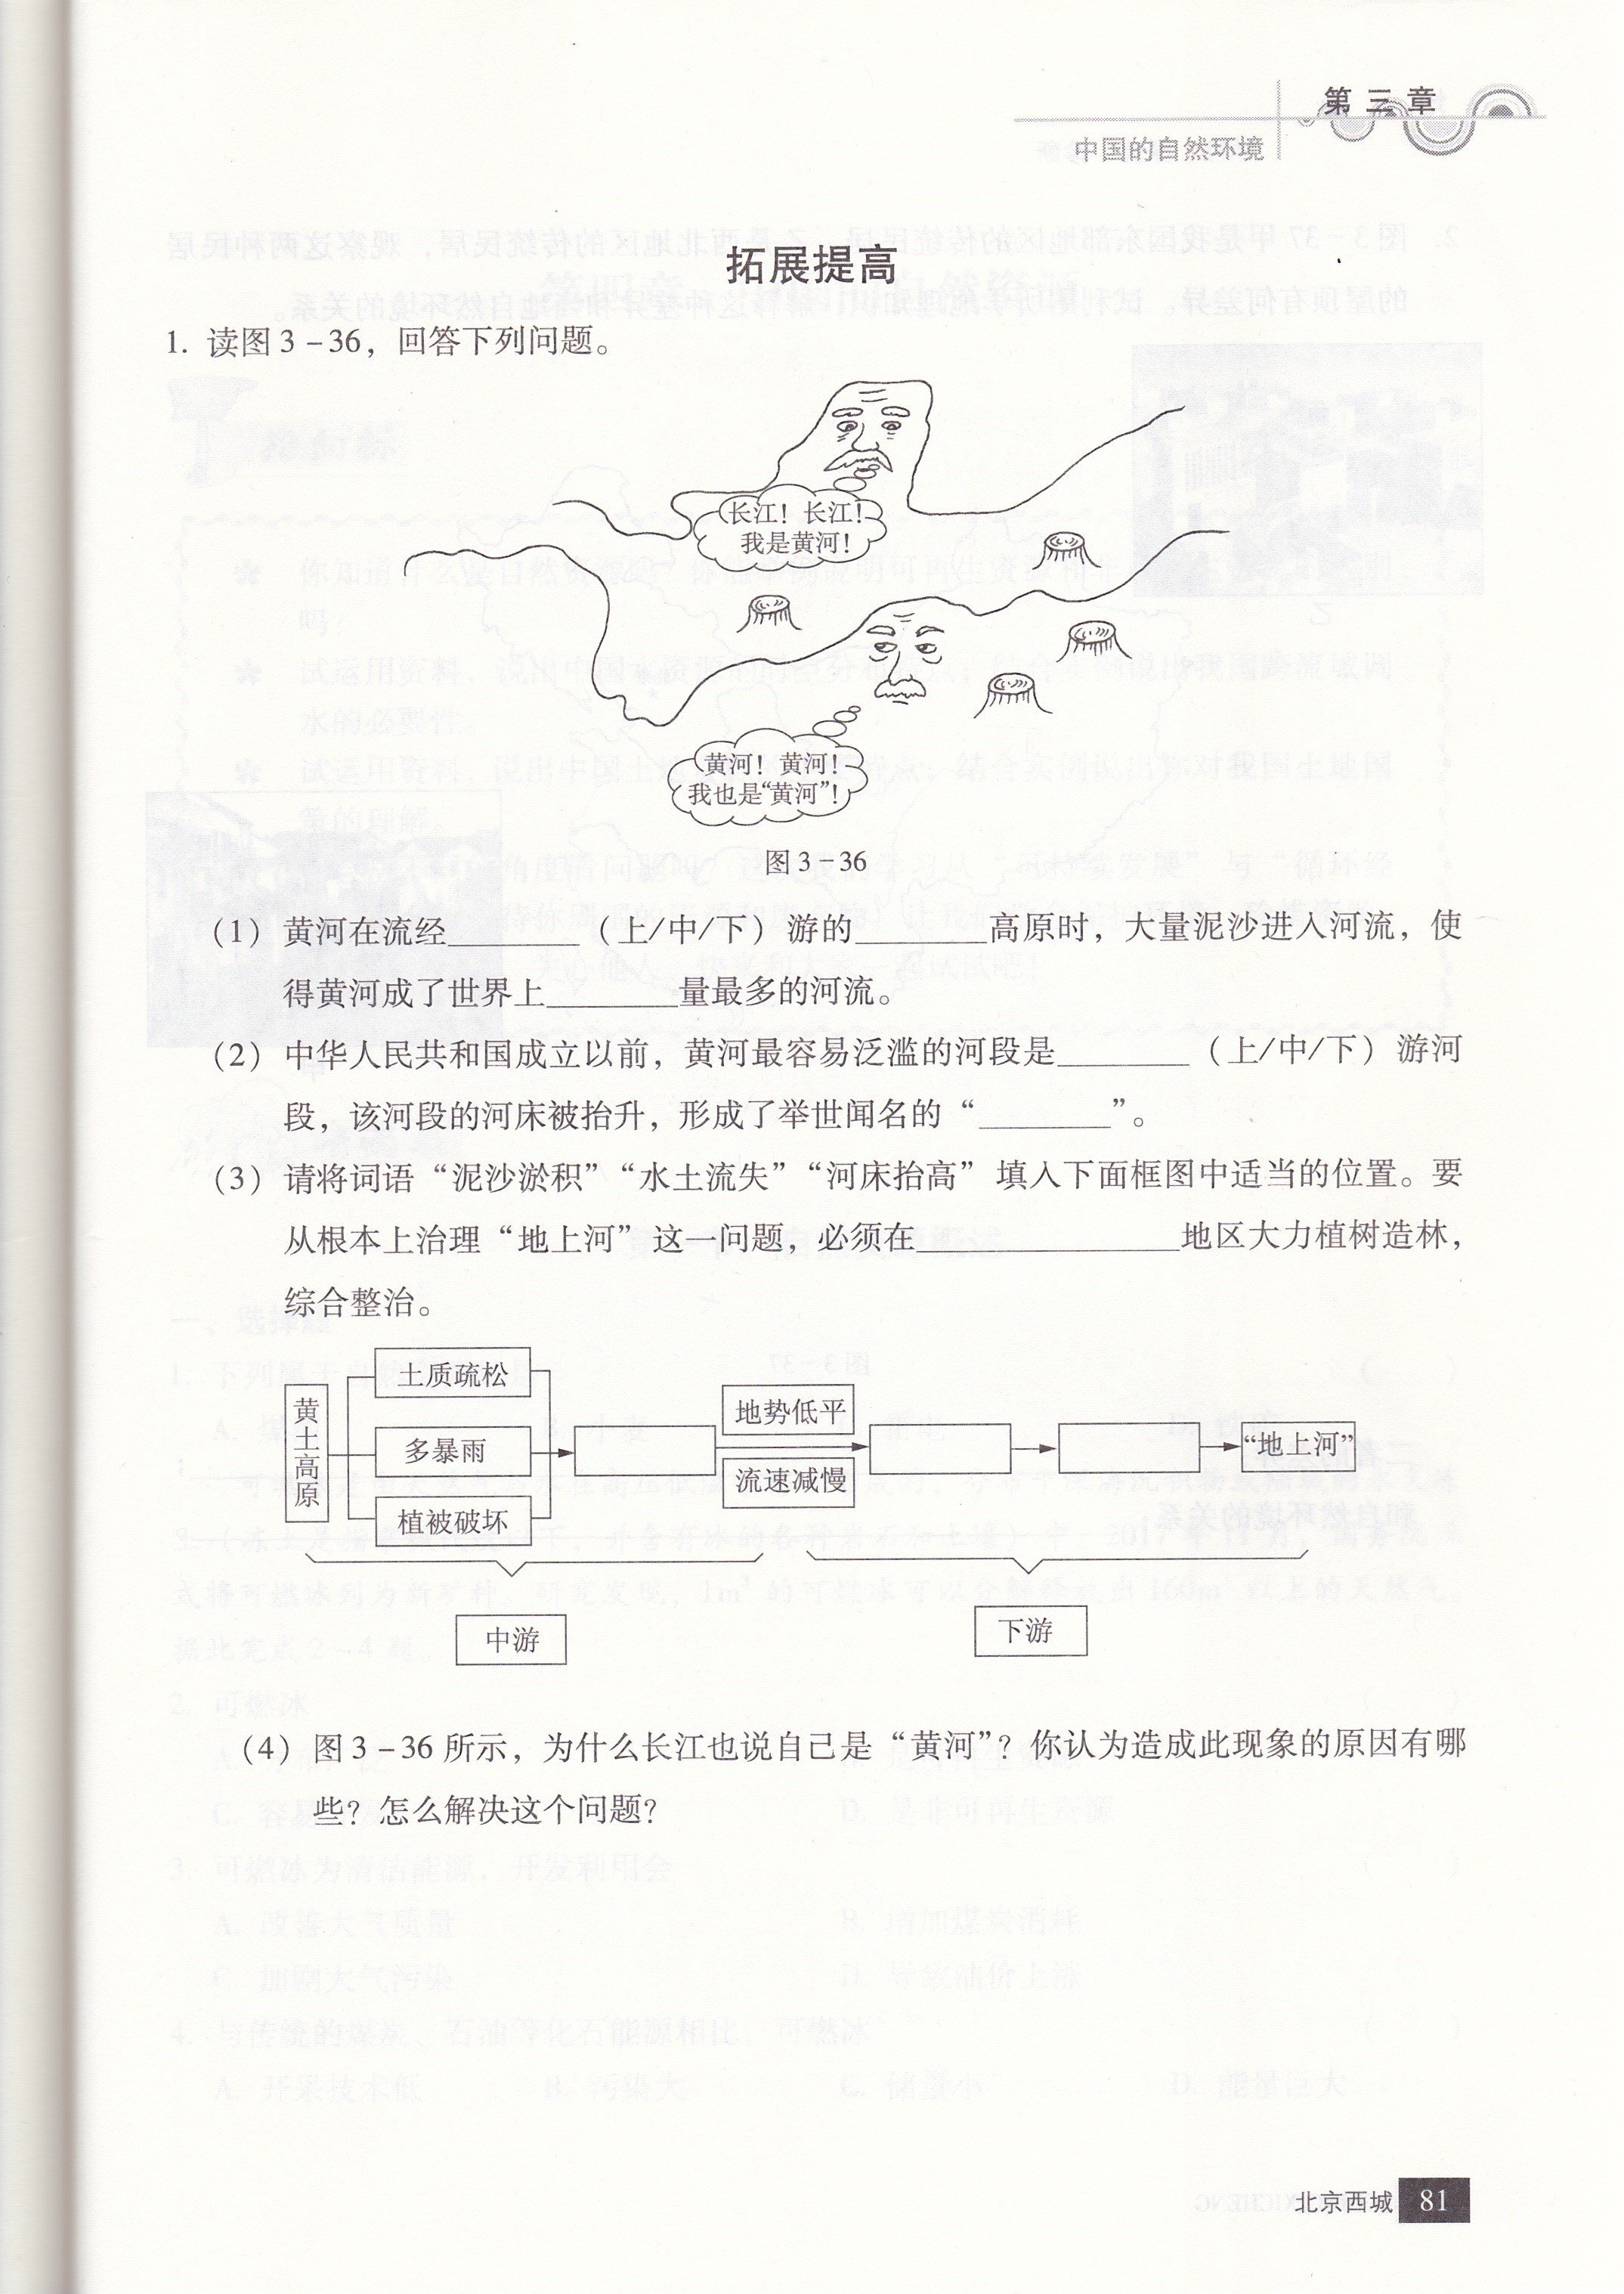 第三章
中国的自然环境
拓展提高
1. 读图3-36，回答下列问题。
长江！长江！
我是黄河！
黄河！黄河！
我也是“黄河”！
图3-36
(1) 黄河在流经________（上/中/下）游的________高原时，大量泥沙进入河流，使
得黄河成了世界上________量最多的河流。
(2) 中华人民共和国成立以前，黄河最容易泛滥的河段是________（上/中/下）游河
段，该河段的河床被抬升，形成了举世闻名的“________”。
(3) 请将词语“泥沙淤积”“水土流失”“河床抬高”填入下面框图中适当的位置。要
从根本上治理“地上河”这一问题，必须在________________地区大力植树造林，
综合整治。
黄土高原
土质疏松
多暴雨
植被破坏
地势低平
流速减慢
“地上河”
中游
下游
(4) 图3-36所示，为什么长江也说自己是“黄河”？你认为造成此现象的原因有哪
些？怎么解决这个问题？
北京西城 81